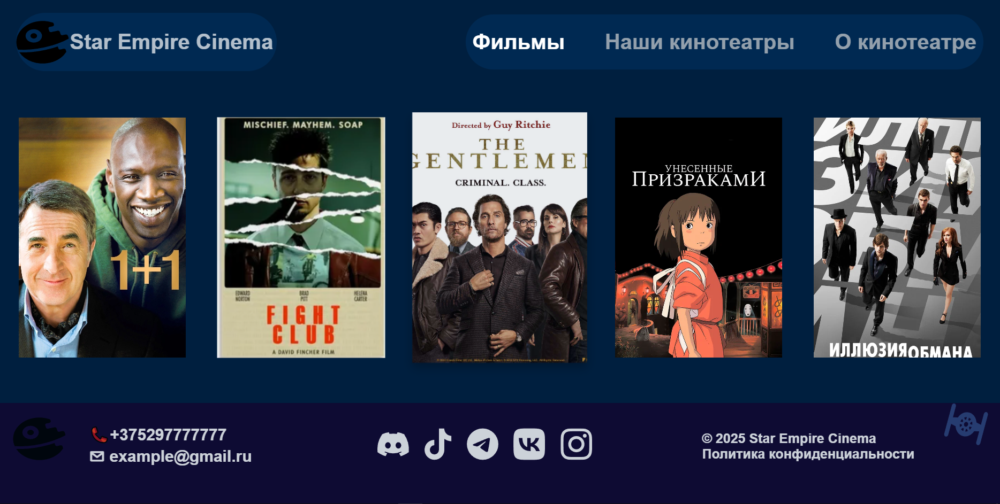 Star Empire Cinema
Фильмы
Наши кинотеатры
О кинотеатре
1+1
MISCHIEF. MAYHEM. SOAP
EDWARD NORTON
BRAD PITT
HELENA CARTER
FIGHT
CLUB
A DAVID FINCHER FILM
Directed by Guy Ritchie
THE
GENTLEMEN
CRIMINAL. CLASS.
УНЕСЕННЫЕ
ПРИЗРАКАМИ
ИЛЛЮЗИЯ ОБМАНА
+375297777777
example@gmail.ru
© 2025 Star Empire Cinema
Политика конфиденциальности